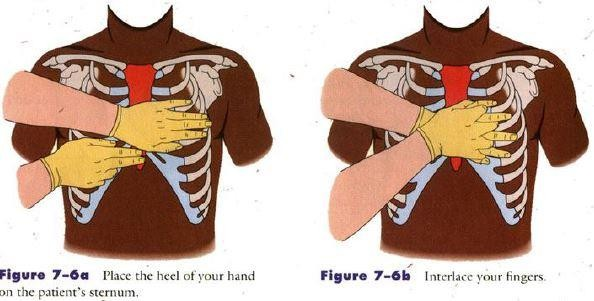 Figure 7–6a Place the heel of your hand
on the patient's sternum.
Figure 7–6b Interlace your fingers.